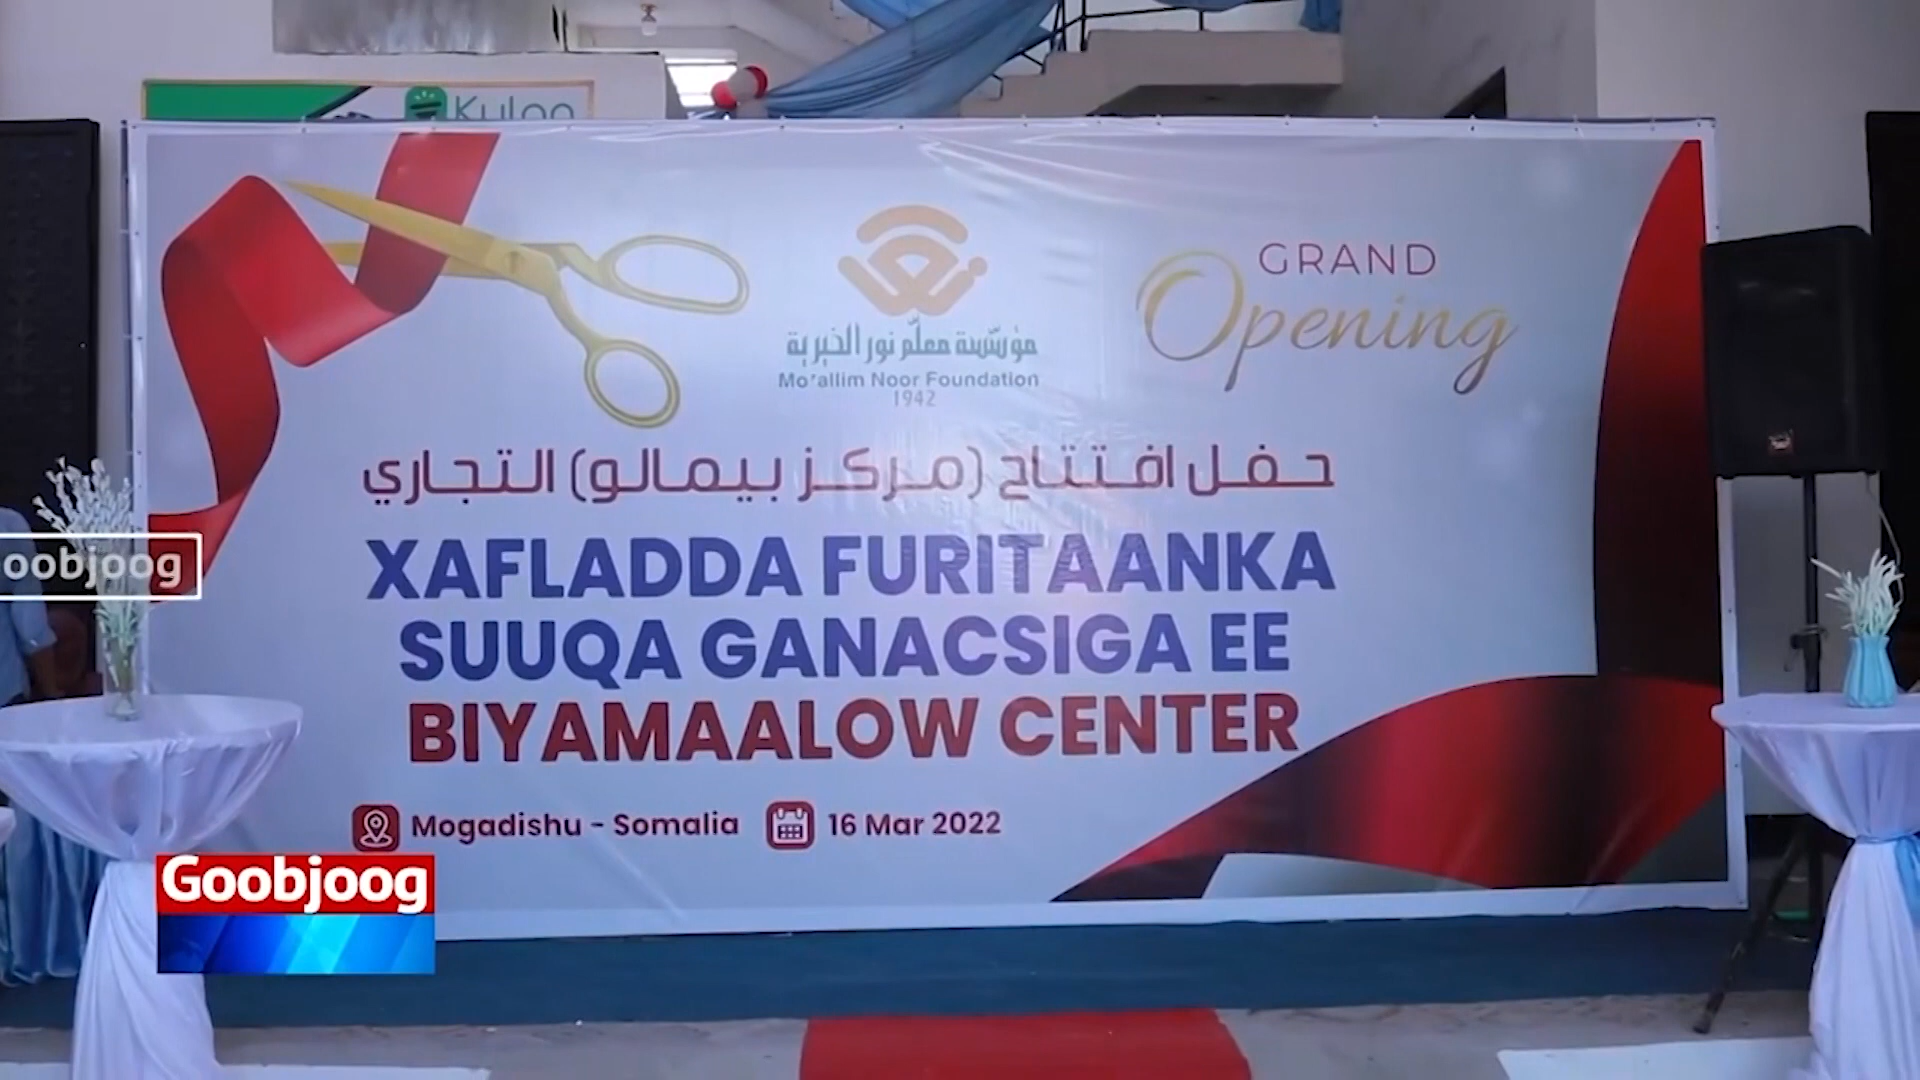 GRAND
Opening
مؤسسة معلم نور الخيرية
Mo'allim Noor Foundation
1942
حفل افتتاح (مركز بيمالو) التجاري
XAFLADDA FURITAANKA
SUUQA GANACSIGA EE
BIYAMAALOW CENTER
Mogadishu - Somalia 16 Mar 2022
oobjoog
Goobjoog